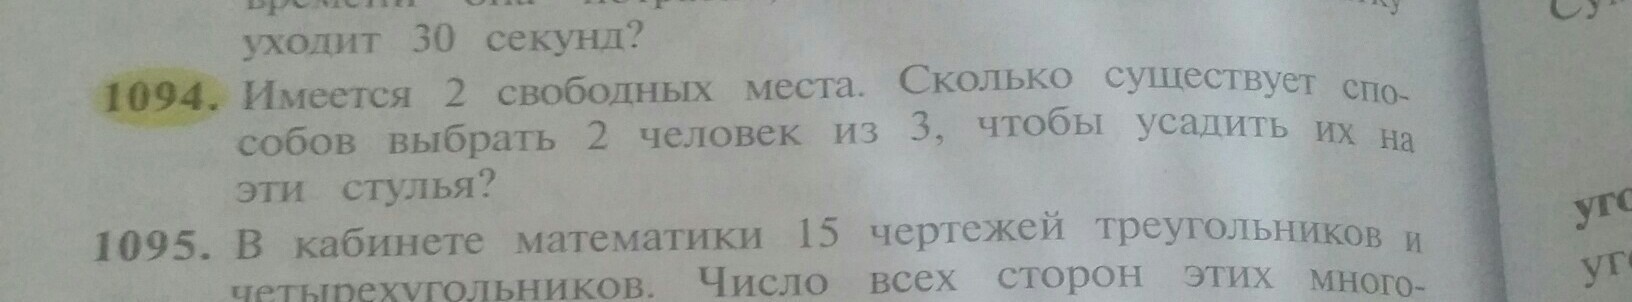 уходит 30 секунд?
1094. Имеется 2 свободных места. Сколько существует спо-
собов выбрать 2 человек из 3, чтобы усадить их на
эти стулья?
1095. В кабинете математики 15 чертежей треугольников и
четырехугольников. Число всех сторон этих много-